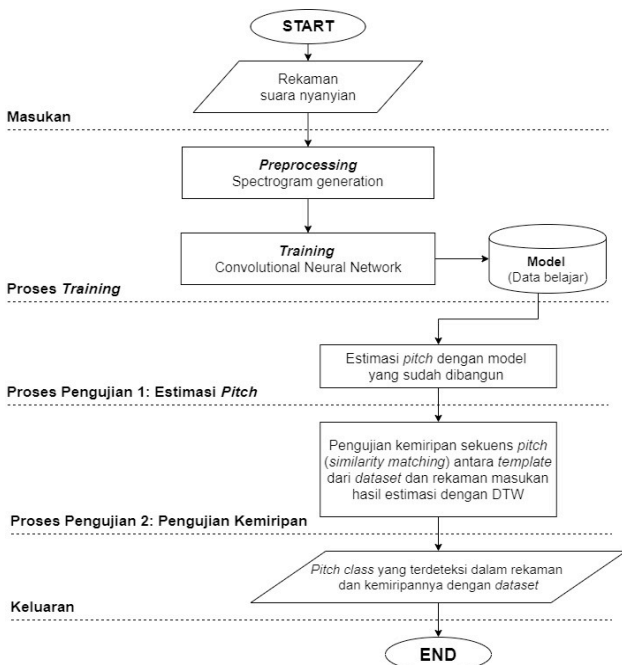 START
Rekaman
suara nyanyian
Masukan
Preprocessing
Spectrogram generation
Training
Convolutional Neural Network
Model
(Data belajar)
Proses Training
Estimasi pitch dengan model
yang sudah dibangun
Proses Pengujian 1: Estimasi Pitch
Pengujian kemiripan sekuens pitch
(similarity matching) antara template
dari dataset dan rekaman masukan
hasil estimasi dengan DTW
Proses Pengujian 2: Pengujian Kemiripan
Pitch class yang terdeteksi dalam rekaman
dan kemiripannya dengan dataset
Keluaran
END